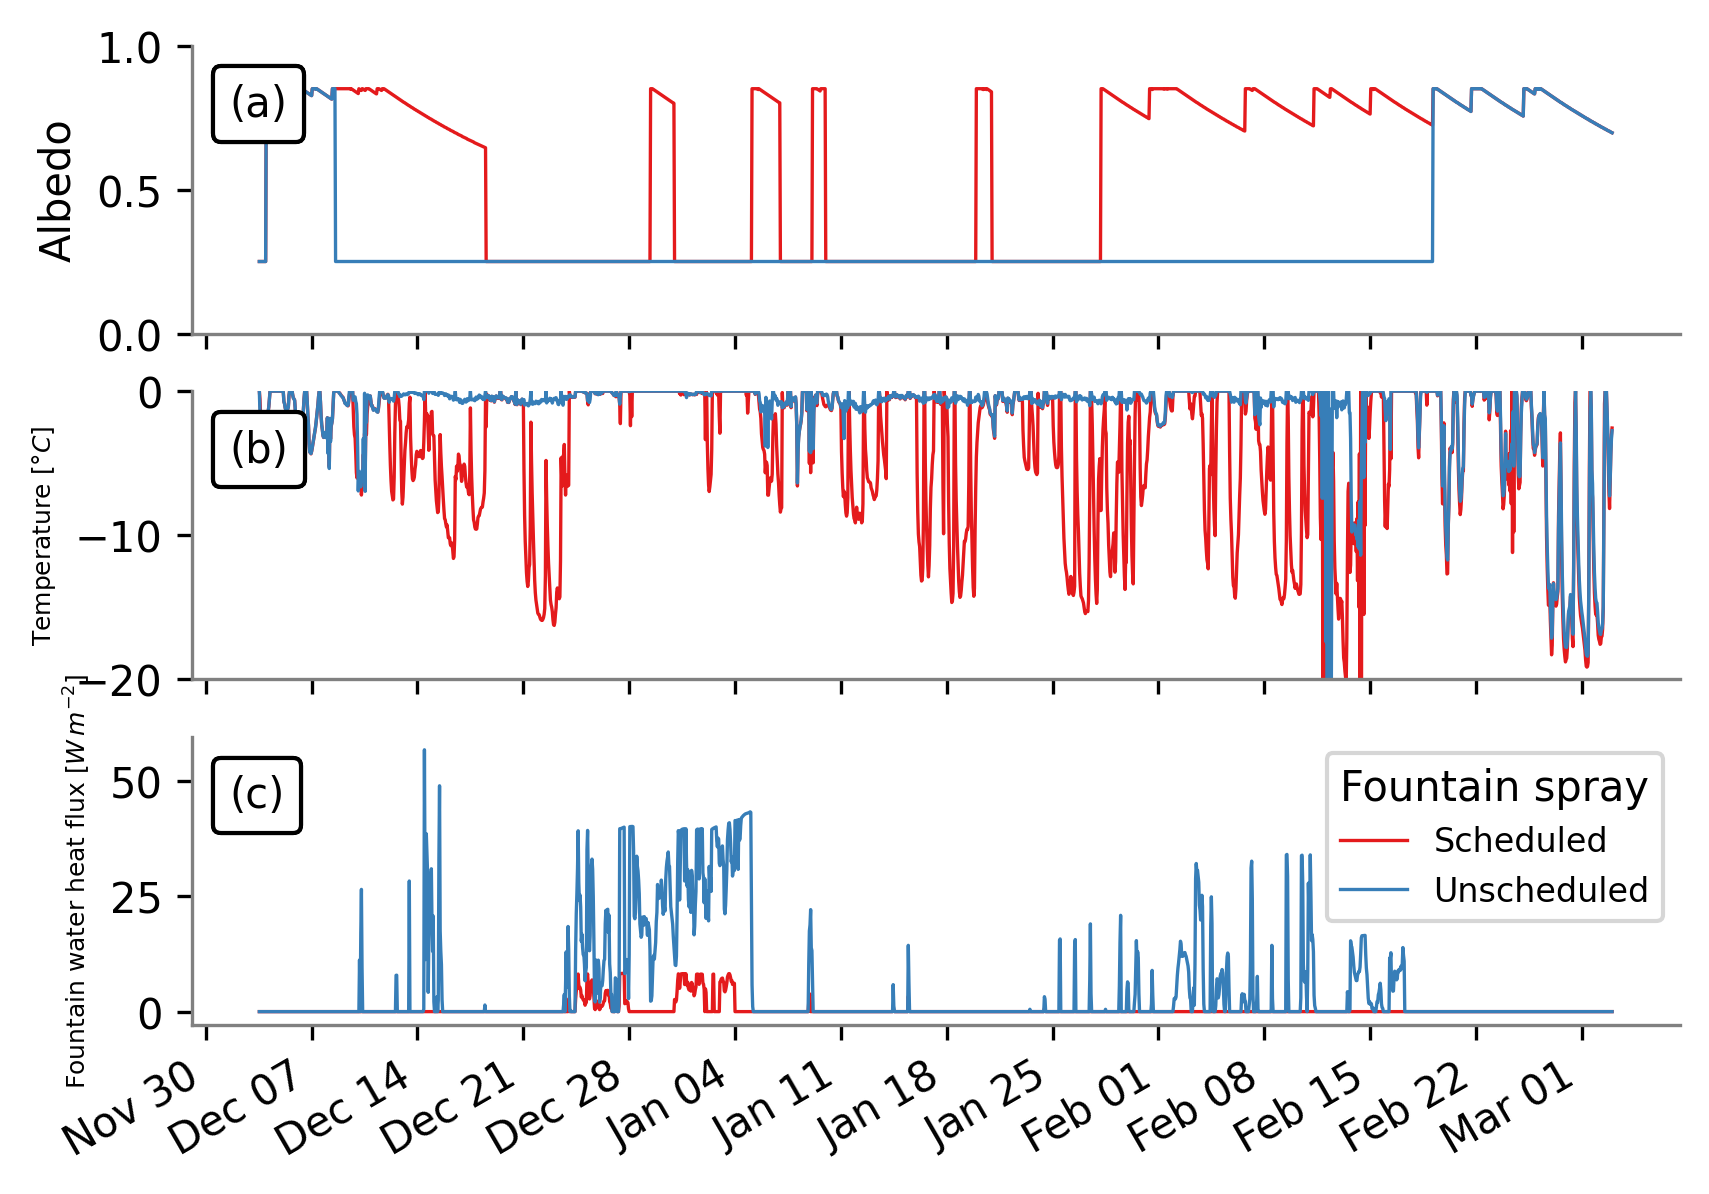 1.0
(a)
Albedo
0.5
0.0
0
(b)
Temperature [°C]
−10
−20
Fountain water heat flux [W m⁻²]
50
(c)
25
0
Fountain spray
Scheduled
Unscheduled
Nov 30
Dec 07
Dec 14
Dec 21
Dec 28
Jan 04
Jan 11
Jan 18
Jan 25
Feb 01
Feb 08
Feb 15
Feb 22
Mar 01